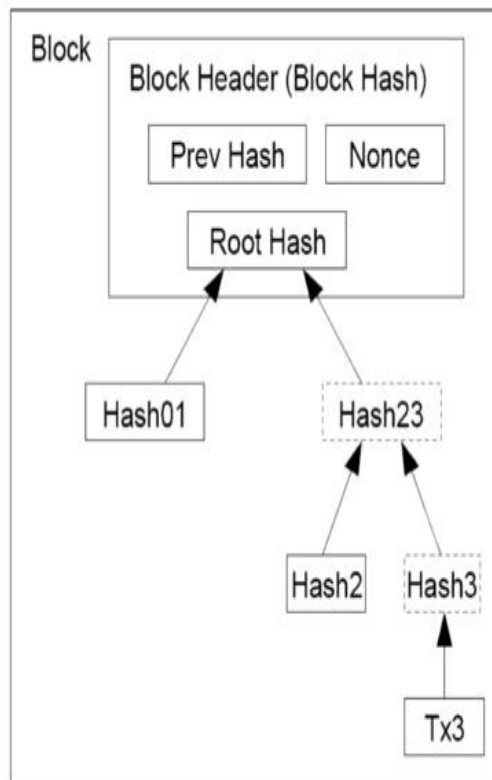 Block
Block Header (Block Hash)
Prev Hash
Nonce
Root Hash
Hash01
Hash23
Hash2
Hash3
Tx3